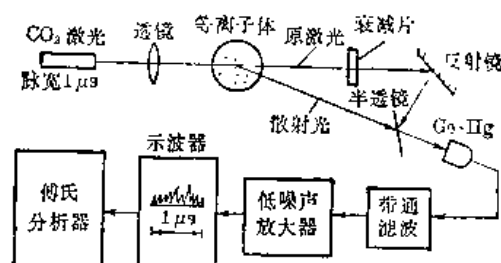 CO₂激光
脉宽1μs
透镜
等离子体
原激光
衰减片
反射镜
散射光
半透镜
Ge-Hg
示波器
1μs
傅氏
分析器
低噪声
放大器
带通
滤波